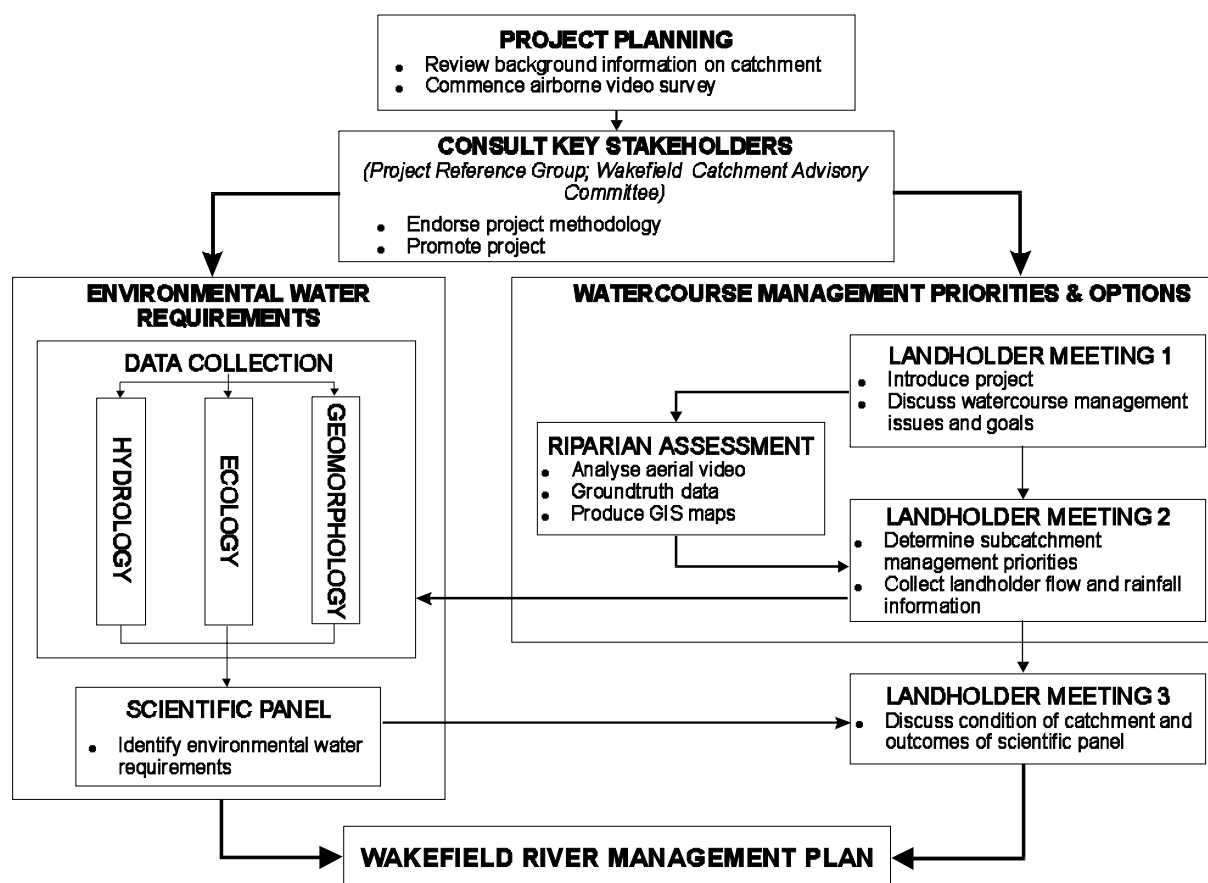 PROJECT PLANNING
• Review background information on catchment
• Commence airborne video survey
CONSULT KEY STAKEHOLDERS
(Project Reference Group; Wakefield Catchment Advisory
Committee)
• Endorse project methodology
• Promote project
ENVIRONMENTAL WATER
REQUIREMENTS
DATA COLLECTION
HYDROLOGY
ECOLOGY
GEOMORPHOLOGY
SCIENTIFIC PANEL
• Identify environmental water
requirements
WATERCOURSE MANAGEMENT PRIORITIES & OPTIONS
LANDHOLDER MEETING 1
• Introduce project
• Discuss watercourse management
issues and goals
RIPARIAN ASSESSMENT
• Analyse aerial video
• Groundtruth data
• Produce GIS maps
LANDHOLDER MEETING 2
• Determine subcatchment
management priorities
• Collect landholder flow and rainfall
information
LANDHOLDER MEETING 3
• Discuss condition of catchment and
outcomes of scientific panel
WAKEFIELD RIVER MANAGEMENT PLAN